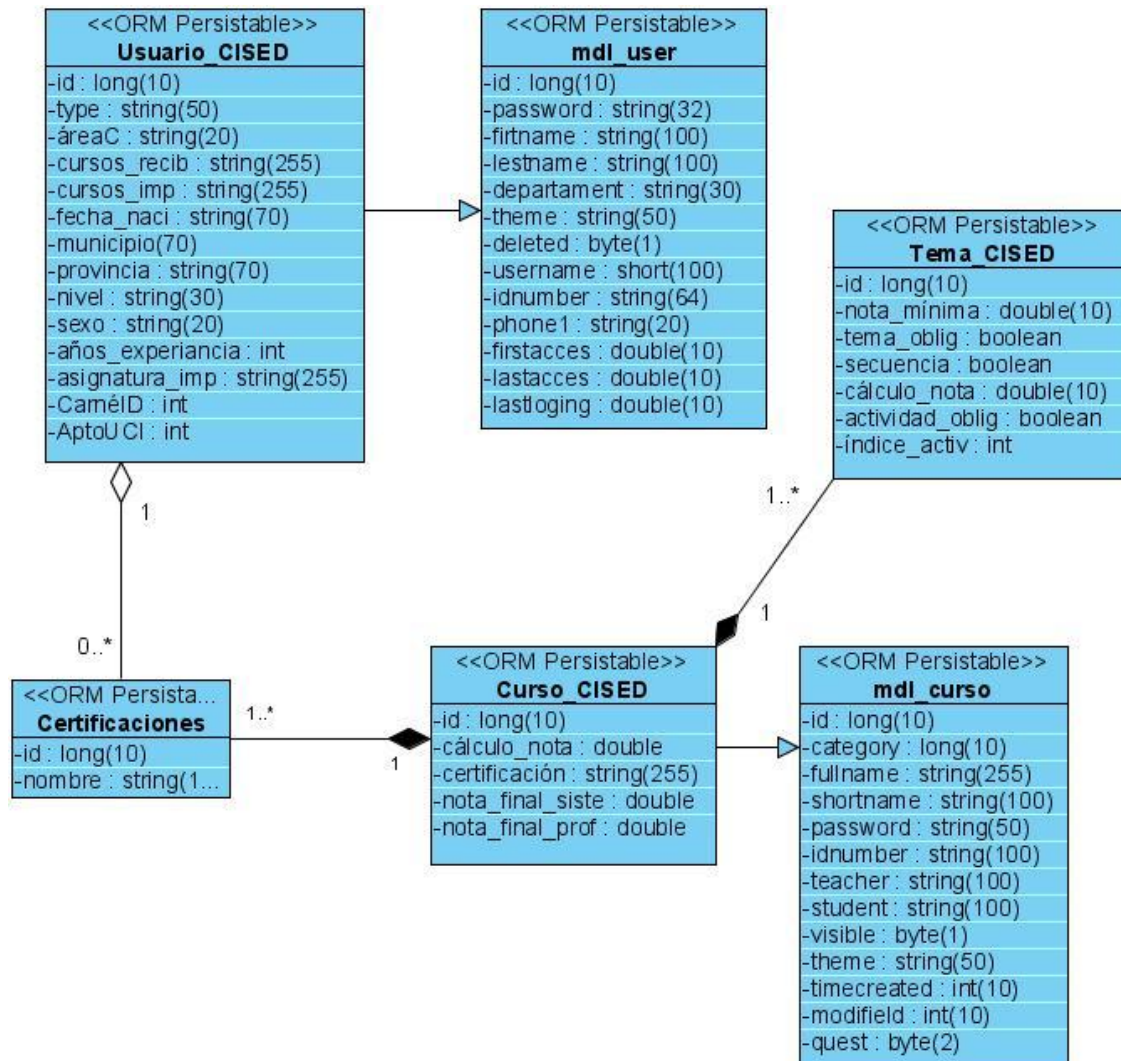 <<ORM Persistable>>
Usuario_CISED
-id : long(10)
-type : string(50)
-áreaC : string(20)
-cursos_recib : string(255)
-cursos_imp : string(255)
-fecha_naci : string(70)
-municipio(70)
-provincia : string(70)
-nivel : string(30)
-sexo : string(20)
-años_experiancia : int
-asignatura_imp : string(255)
-CarnéID : int
-AptoUCI : int
<<ORM Persistable>>
mdl_user
-id : long(10)
-password : string(32)
-firtname : string(100)
-lestname : string(100)
-departament : string(30)
-theme : string(50)
-deleted : byte(1)
-username : short(100)
-idnumber : string(64)
-phone1 : string(20)
-firstacces : double(10)
-lastacces : double(10)
-lastloging : double(10)
<<ORM Persistable>>
Tema_CISED
-id : long(10)
-nota_mínima : double(10)
-tema_oblig : boolean
-secuencia : boolean
-cálculo_nota : double(10)
-actividad_oblig : boolean
-índice_activ : int
1
0..*
1..*
1
<<ORM Persista...
Certificaciones
-id : long(10)
-nombre : string(1...
1..*
1
<<ORM Persistable>>
Curso_CISED
-id : long(10)
-cálculo_nota : double
-certificación : string(255)
-nota_final_siste : double
-nota_final_prof : double
<<ORM Persistable>>
mdl_curso
-id : long(10)
-category : long(10)
-fullname : string(255)
-shortname : string(100)
-password : string(50)
-idnumber : string(100)
-teacher : string(100)
-student : string(100)
-visible : byte(1)
-theme : string(50)
-timecreated : int(10)
-modifield : int(10)
-quest : byte(2)